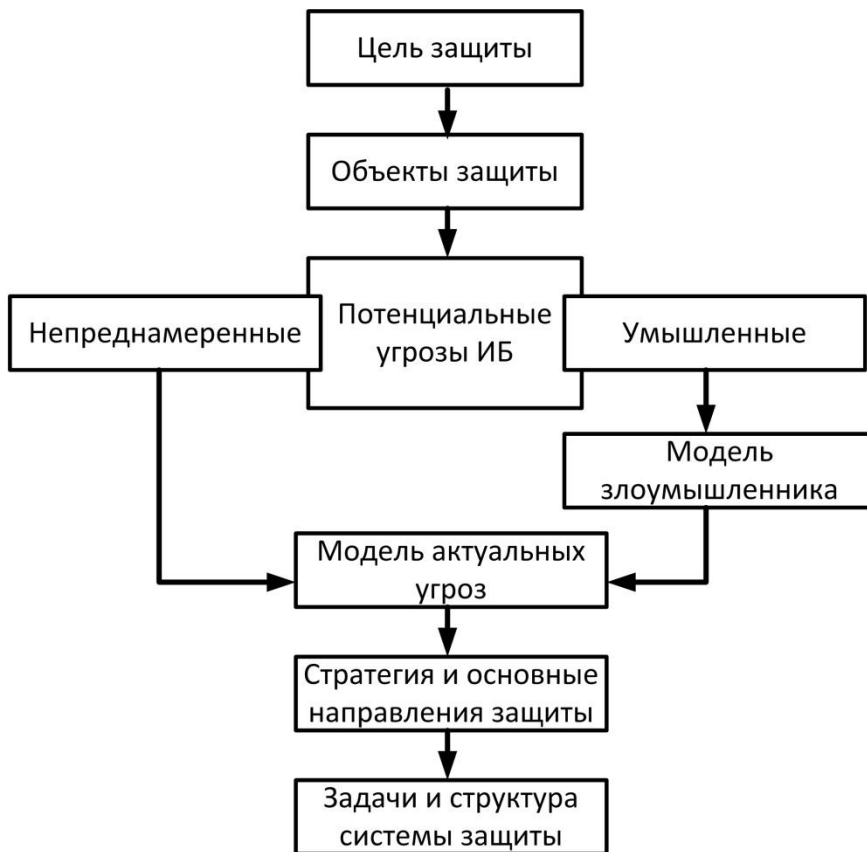 Цель защиты
Объекты защиты
Непреднамеренные
Потенциальные
угрозы ИБ
Умышленные
Модель
злоумышленника
Модель актуальных
угроз
Стратегия и основные
направления защиты
Задачи и структура
системы защиты